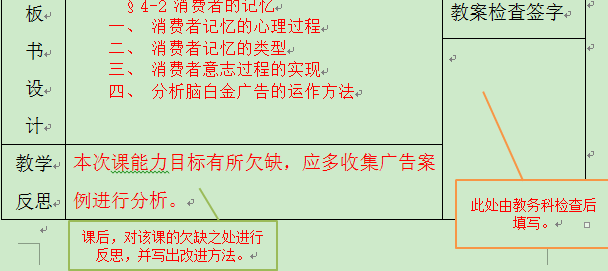 §4-2 消费者的记忆
教案检查签字
板书设计
一、 消费者记忆的心理过程
二、 消费者记忆的类型
三、 消费者意志过程的实现
四、 分析脑白金广告的运作方法
教学
反思
本次课能力目标有所欠缺，应多收集广告案
例进行分析。
此处由教务科检查后
填写。
课后，对该课的欠缺之处进行
反思，并写出改进方法。